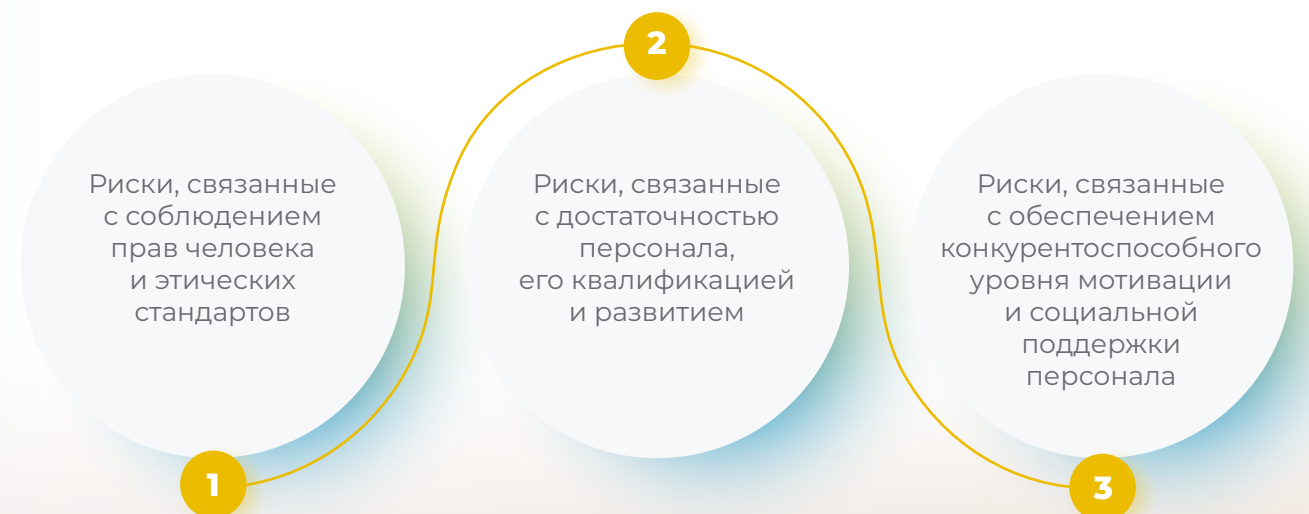 1
Риски, связанные
с соблюдением
прав человека
и этических
стандартов
2
Риски, связанные
с достаточностью
персонала,
его квалификацией
и развитием
3
Риски, связанные
с обеспечением
конкурентоспособного
уровня мотивации
и социальной
поддержки
персонала